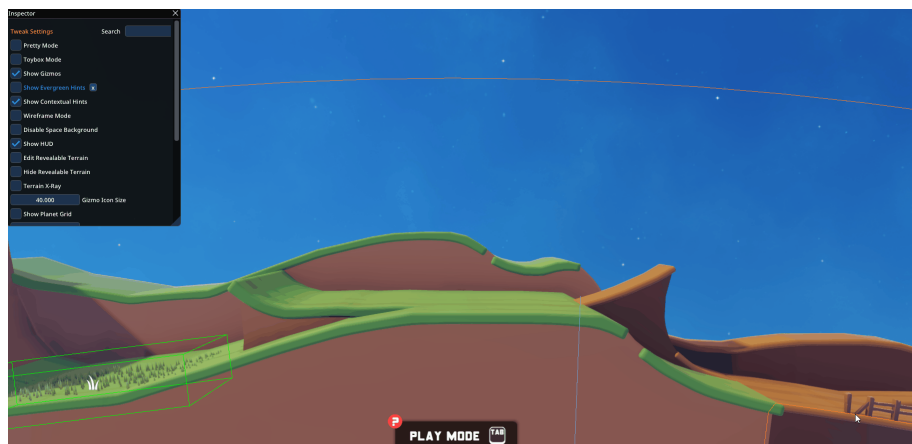 Inspector
Tweak Settings Search
Pretty Mode
Toybox Mode
Show Gizmos
Show Evergreen Hints x
Show Contextual Hints
Wireframe Mode
Disable Space Background
Show HUD
Edit Revealable Terrain
Hide Revealable Terrain
Terrain X-Ray
40.000 Gizmo Icon Size
Show Planet Grid
?
PLAY MODE TAB